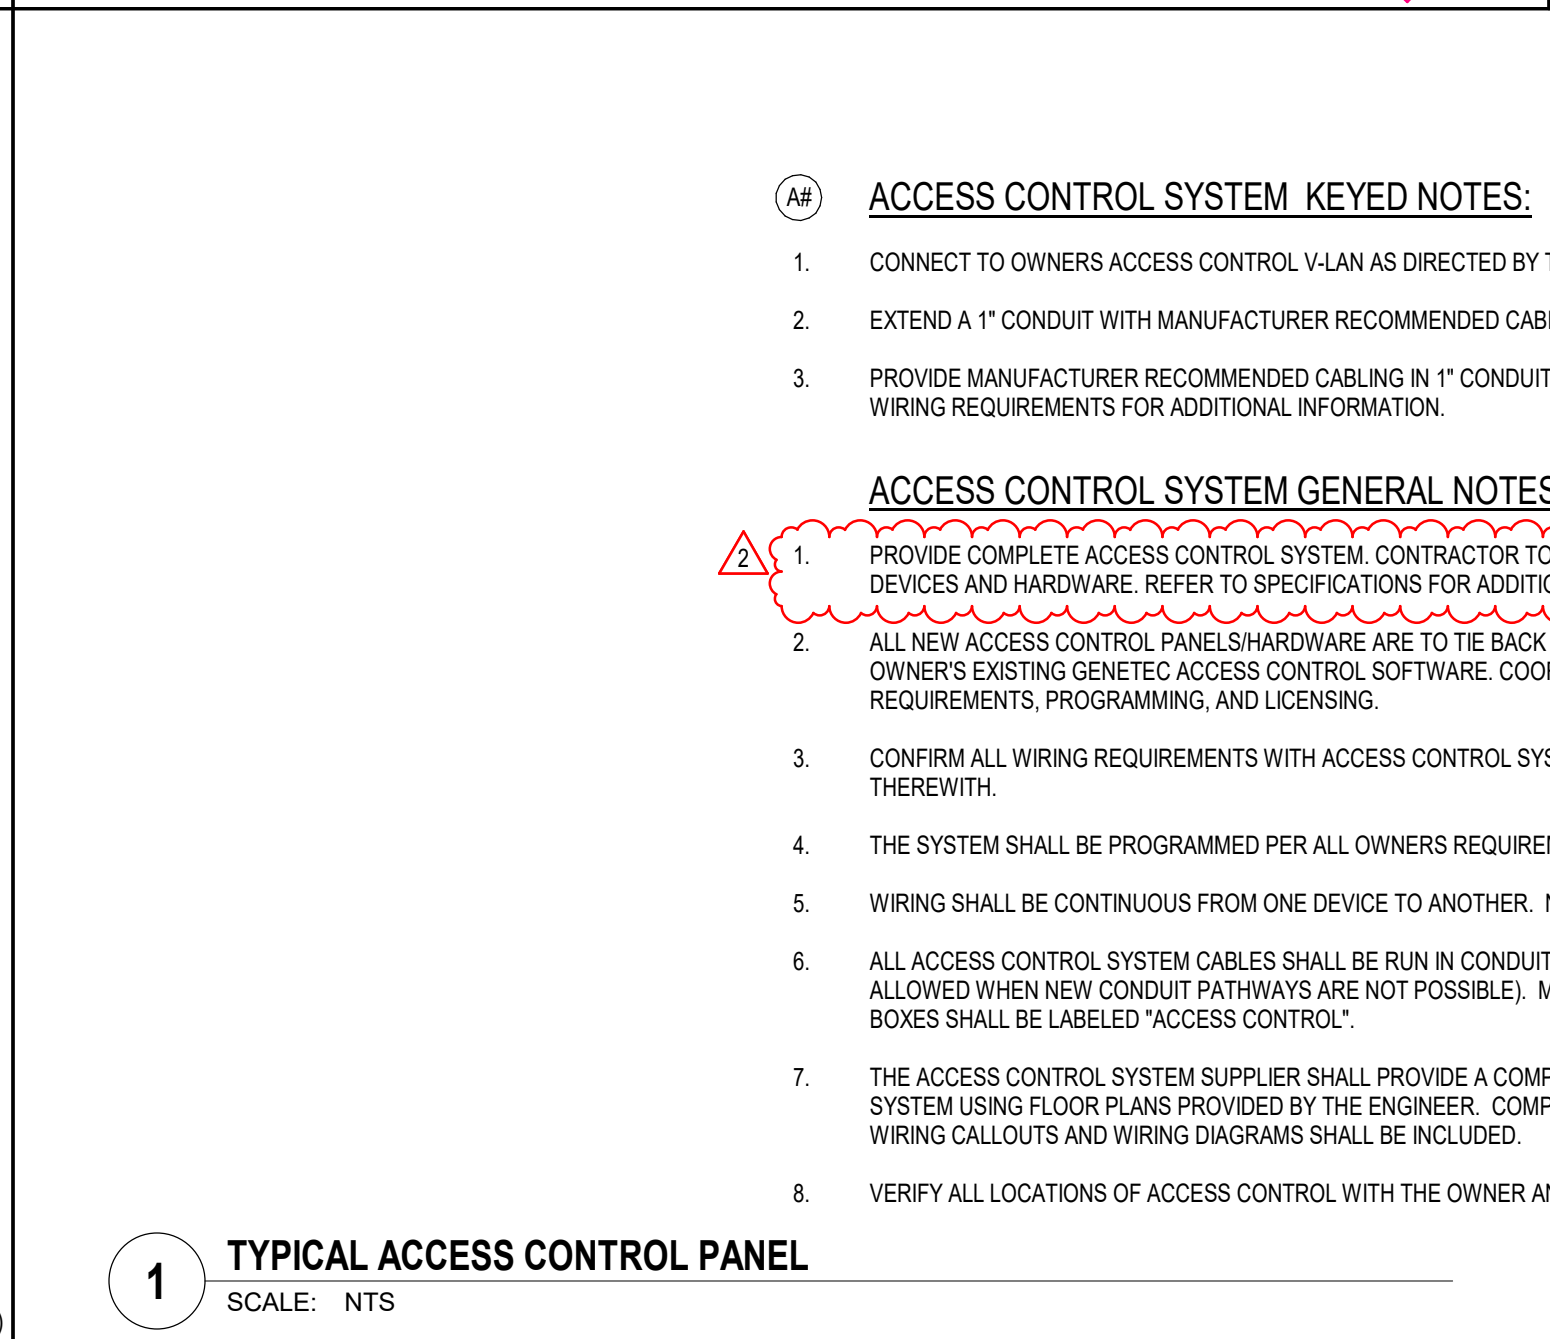 A# ACCESS CONTROL SYSTEM KEYED NOTES:
1. CONNECT TO OWNERS ACCESS CONTROL V-LAN AS DIRECTED BY
2. EXTEND A 1" CONDUIT WITH MANUFACTURER RECOMMENDED
3. PROVIDE MANUFACTURER RECOMMENDED CABLING IN 1" CONDUIT
WIRING REQUIREMENTS FOR ADDITIONAL INFORMATION.
ACCESS CONTROL SYSTEM GENERAL NOTES
2
1. PROVIDE COMPLETE ACCESS CONTROL SYSTEM. CONTRACTOR TO
DEVICES AND HARDWARE. REFER TO SPECIFICATIONS FOR
2. ALL NEW ACCESS CONTROL PANELS/HARDWARE ARE TO TIE BACK
OWNER'S EXISTING GENETEC ACCESS CONTROL SOFTWARE.
REQUIREMENTS, PROGRAMMING, AND LICENSING.
3. CONFIRM ALL WIRING REQUIREMENTS WITH ACCESS CONTROL
THEREWITH.
4. THE SYSTEM SHALL BE PROGRAMMED PER ALL OWNERS
5. WIRING SHALL BE CONTINUOUS FROM ONE DEVICE TO ANOTHER.
6. ALL ACCESS CONTROL SYSTEM CABLES SHALL BE RUN IN CONDUIT
ALLOWED WHEN NEW CONDUIT PATHWAYS ARE NOT POSSIBLE).
BOXES SHALL BE LABELED "ACCESS CONTROL".
7. THE ACCESS CONTROL SYSTEM SUPPLIER SHALL PROVIDE A
SYSTEM USING FLOOR PLANS PROVIDED BY THE ENGINEER.
WIRING CALLOUTS AND WIRING DIAGRAMS SHALL BE INCLUDED.
8. VERIFY ALL LOCATIONS OF ACCESS CONTROL WITH THE OWNER
1 TYPICAL ACCESS CONTROL PANEL
SCALE: NTS